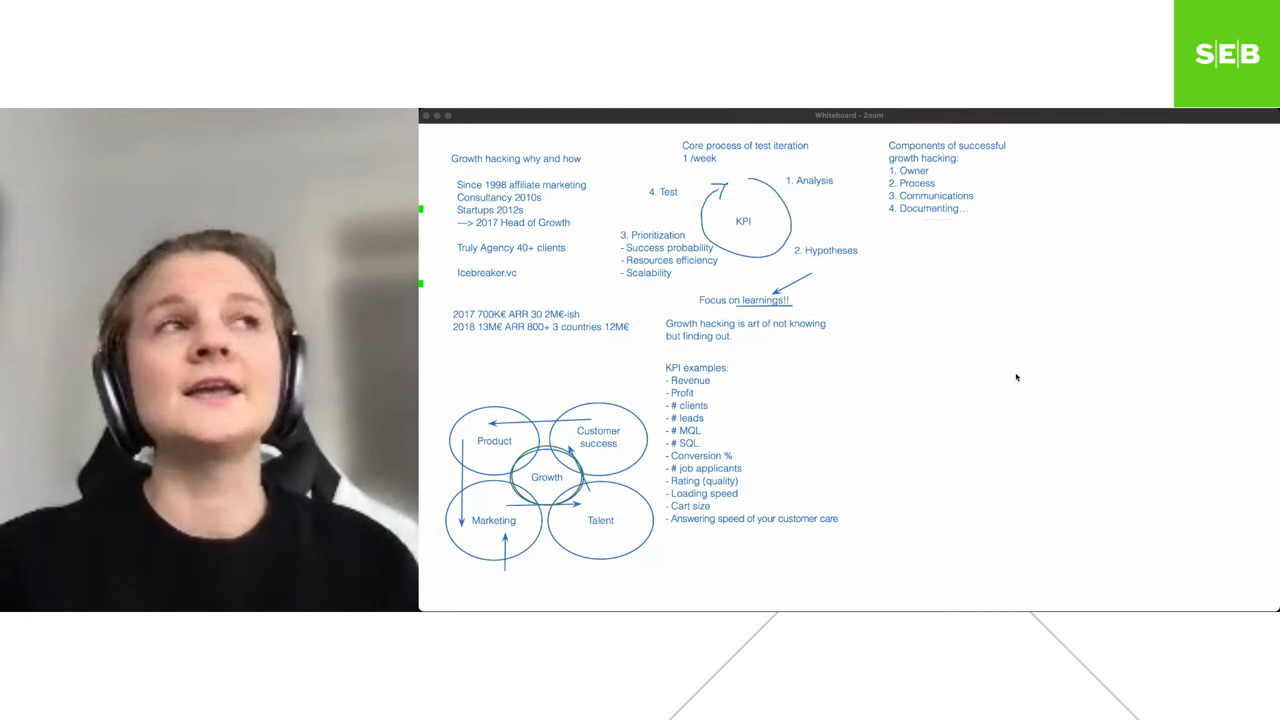 S|E|B
Whiteboard - Zoom
Growth hacking why and how
Since 1998 affiliate marketing
Consultancy 2010s
Startups 2012s
—> 2017 Head of Growth
Truly Agency 40+ clients
Icebreaker.vc
2017 700K€ ARR 30 2M€-ish
2018 13M€ ARR 800+ 3 countries 12M€
Product
Customer
success
Growth
Marketing
Talent
Core process of test iteration
1 /week
1. Analysis
4. Test
KPI
2. Hypotheses
3. Prioritization
- Success probability
- Resources efficiency
- Scalability
Focus on learnings!!
Growth hacking is art of not knowing
but finding out.
KPI examples:
- Revenue
- Profit
- # clients
- # leads
- # MQL
- # SQL
- Conversion %
- # job applicants
- Rating (quality)
- Loading speed
- Cart size
- Answering speed of your customer care
Components of successful
growth hacking:
1. Owner
2. Process
3. Communications
4. Documenting…